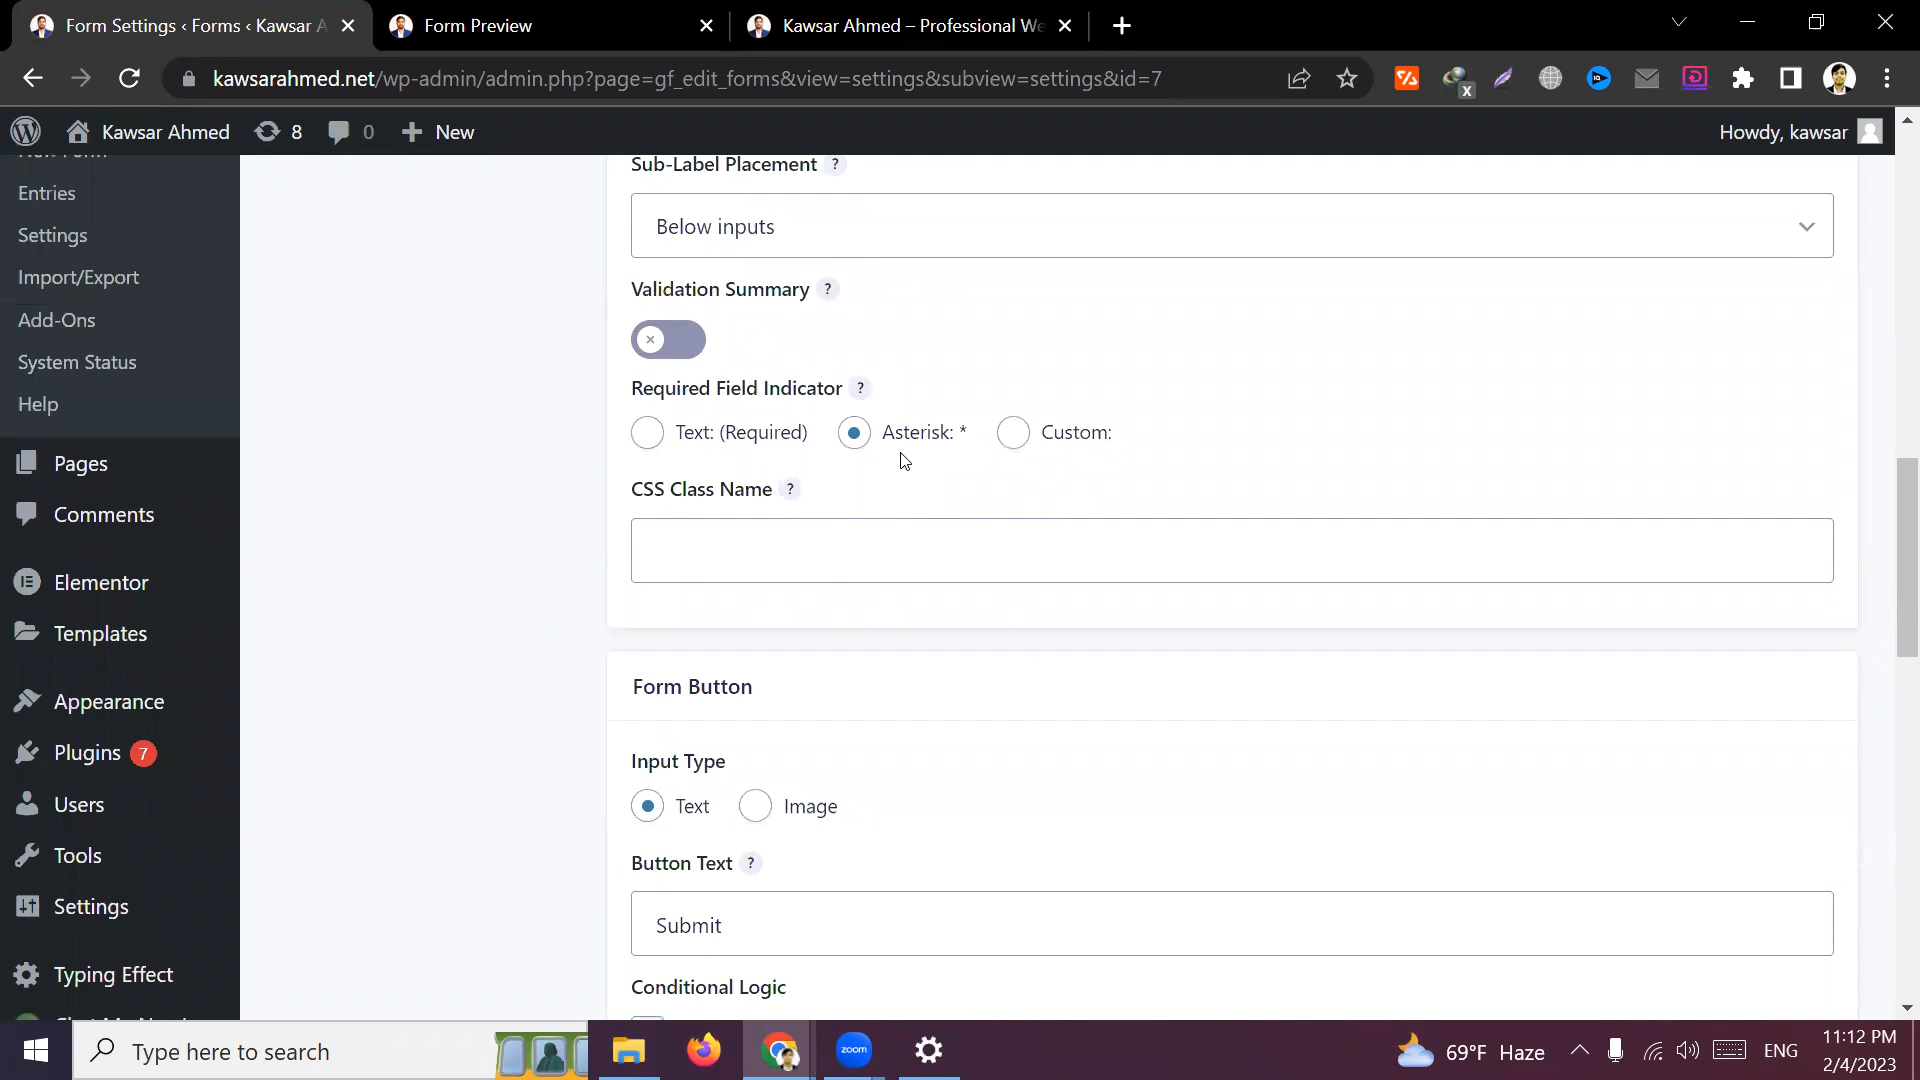 Form Settings ‹ Forms ‹ Kawsar A
Form Preview
Kawsar Ahmed – Professional We
kawsarahmed.net/wp-admin/admin.php?page=gf_edit_forms&view=settings&subview=settings&id=7
Kawsar Ahmed
8
0
New
Howdy, kawsar
New Form
Entries
Settings
Import/Export
Add-Ons
System Status
Help
Pages
Comments
Elementor
Templates
Appearance
Plugins 7
Users
Tools
Settings
Typing Effect
Sub-Label Placement ?
Below inputs
Validation Summary ?
Required Field Indicator ?
Text: (Required)
Asterisk: *
Custom:
CSS Class Name ?
Form Button
Input Type
Text
Image
Button Text ?
Submit
Conditional Logic
Type here to search
zoom
69°F Haze
ENG
11:12 PM
2/4/2023